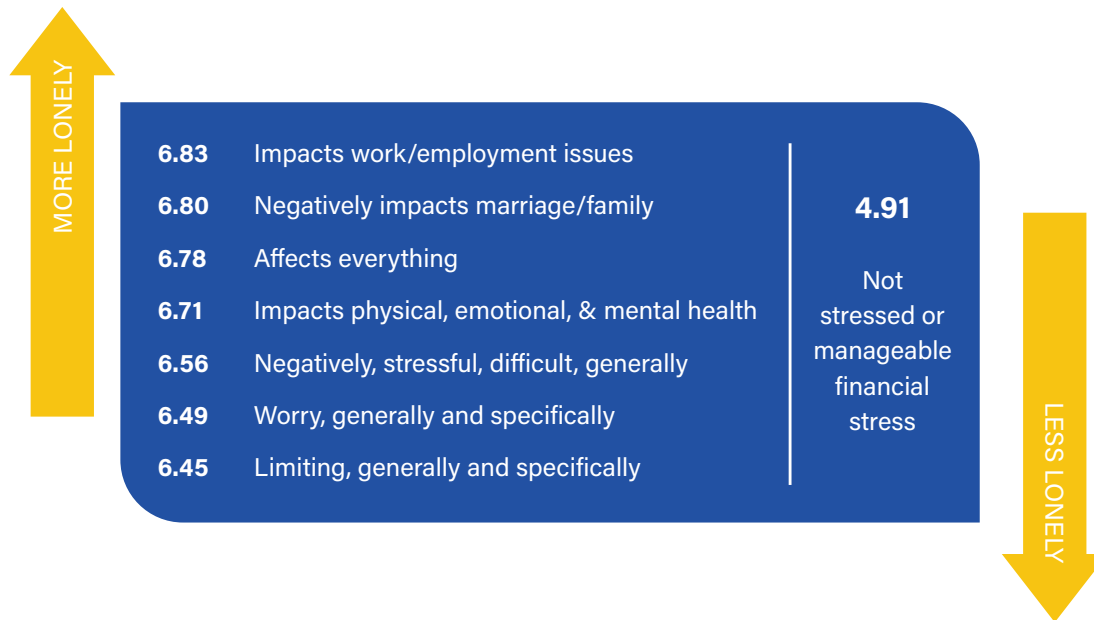 MORE LONELY
6.83 Impacts work/employment issues
6.80 Negatively impacts marriage/family
6.78 Affects everything
6.71 Impacts physical, emotional, & mental health
6.56 Negatively, stressful, difficult, generally
6.49 Worry, generally and specifically
6.45 Limiting, generally and specifically
4.91
Not
stressed or
manageable
financial
stress
LESS LONELY